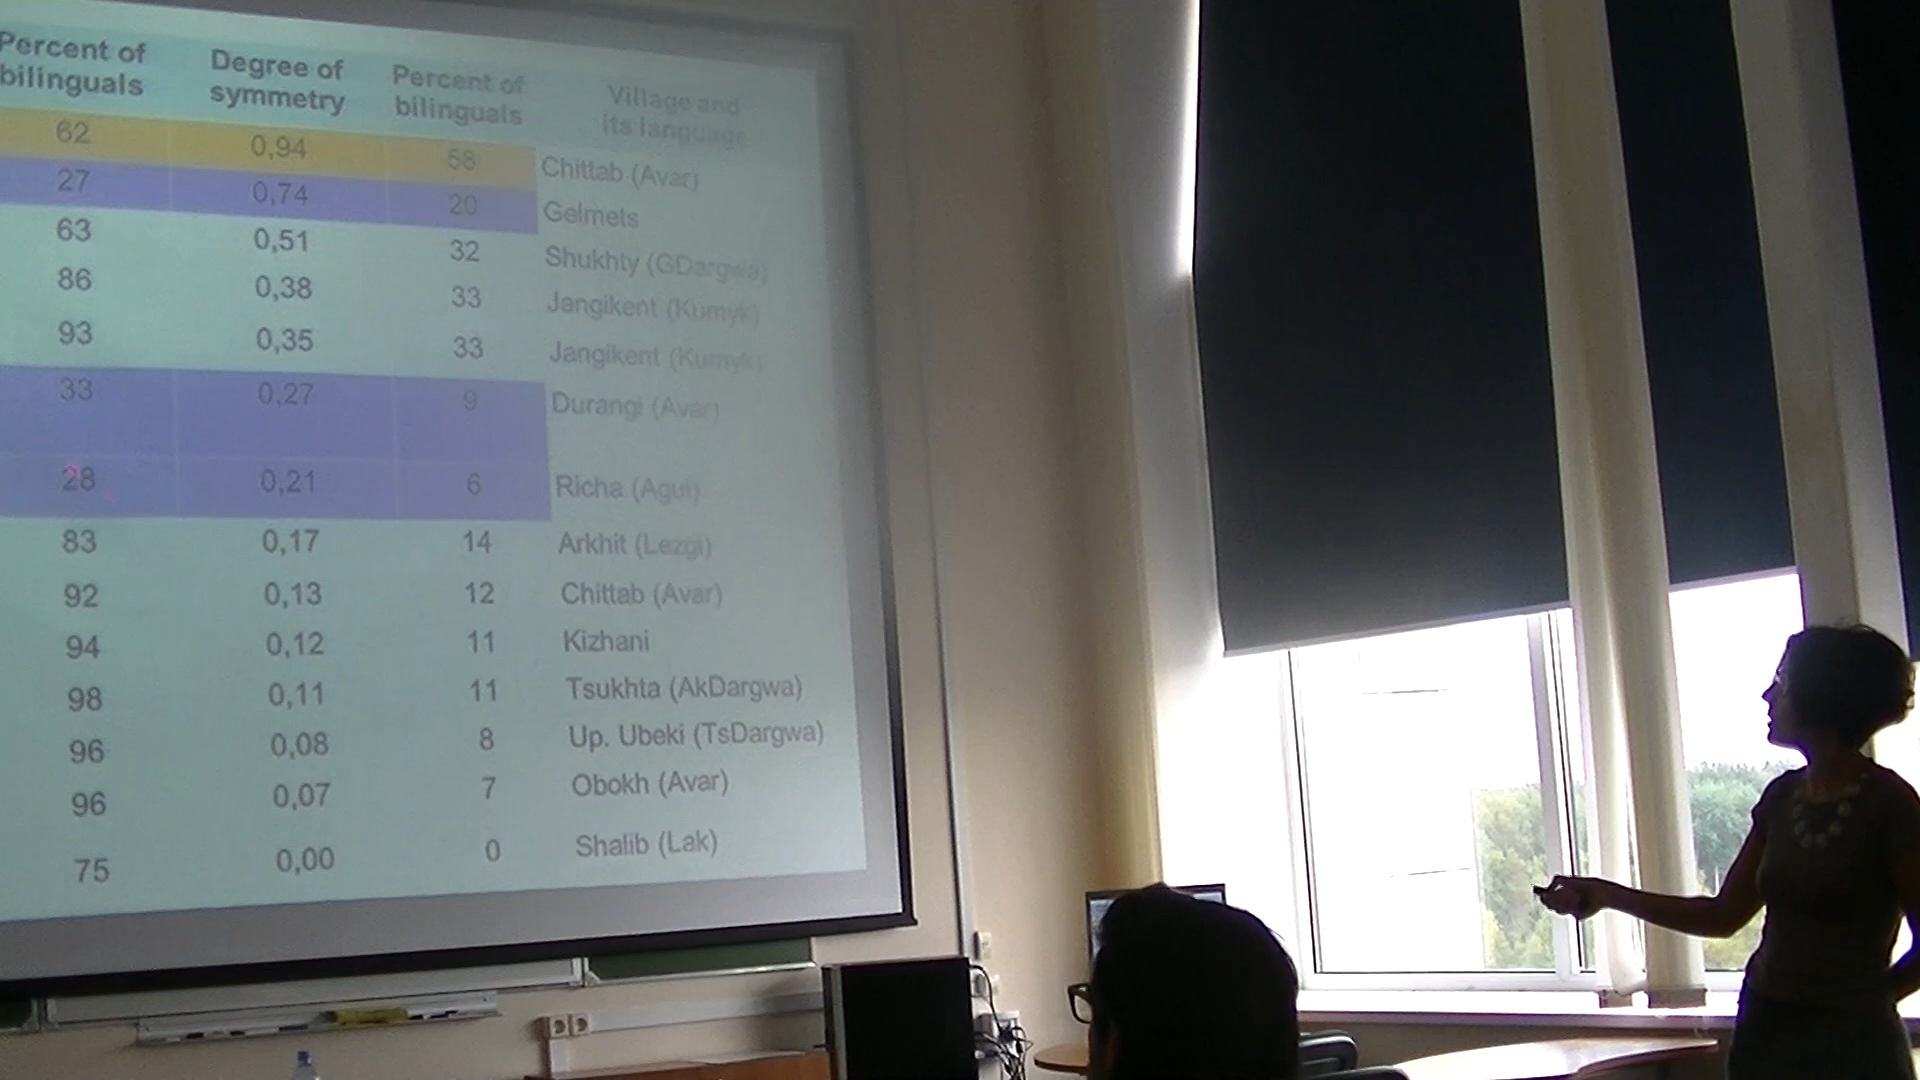 Percent of bilinguals Degree of symmetry Percent of bilinguals Village and its language
62 0,94 58 Chittab (Avar)
27 0,74 20 Gelmets
63 0,51 32 Shukhty (GDargwa)
86 0,38 33 Jangikent (Kumyk)
93 0,35 33 Jangikent (Kumyk)
33 0,27 9 Durangi (Avar)
28 0,21 6 Richa (Agul)
83 0,17 14 Arkhit (Lezgi)
92 0,13 12 Chittab (Avar)
94 0,12 11 Kizhani
98 0,11 11 Tsukhta (AkDargwa)
96 0,08 8 Up. Ubeki (TsDargwa)
96 0,07 7 Obokh (Avar)
75 0,00 0 Shalib (Lak)